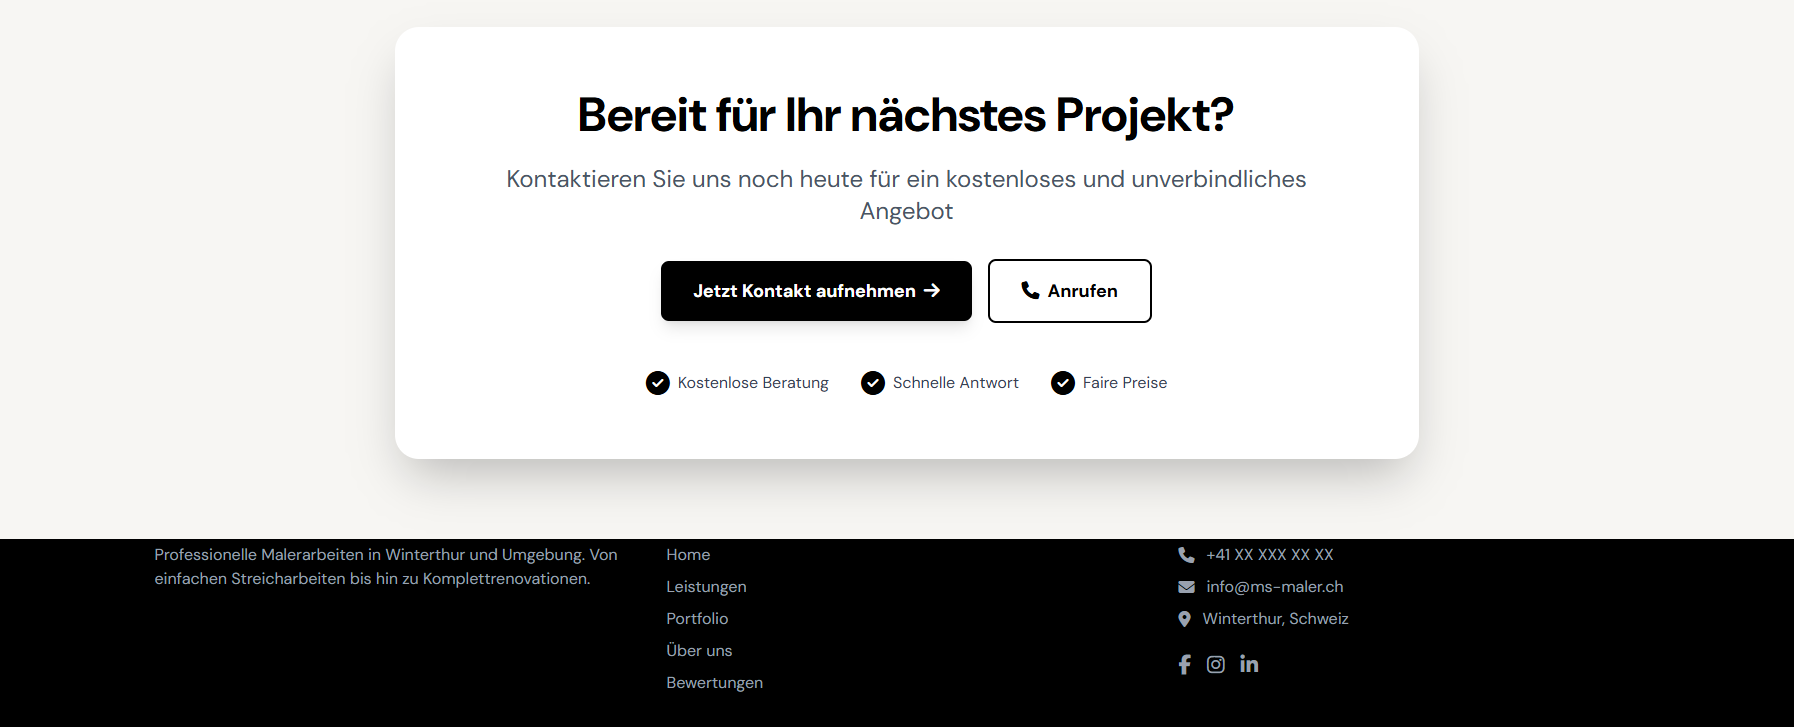 Bereit für Ihr nächstes Projekt?
Kontaktieren Sie uns noch heute für ein kostenloses und unverbindliches
Angebot
Jetzt Kontakt aufnehmen →
Anrufen
Kostenlose Beratung
Schnelle Antwort
Faire Preise
Professionelle Malerarbeiten in Winterthur und Umgebung. Von
einfachen Streicharbeiten bis hin zu Komplettrenovationen.
Home
Leistungen
Portfolio
Über uns
Bewertungen
+41 XX XXX XX XX
info@ms-maler.ch
Winterthur, Schweiz